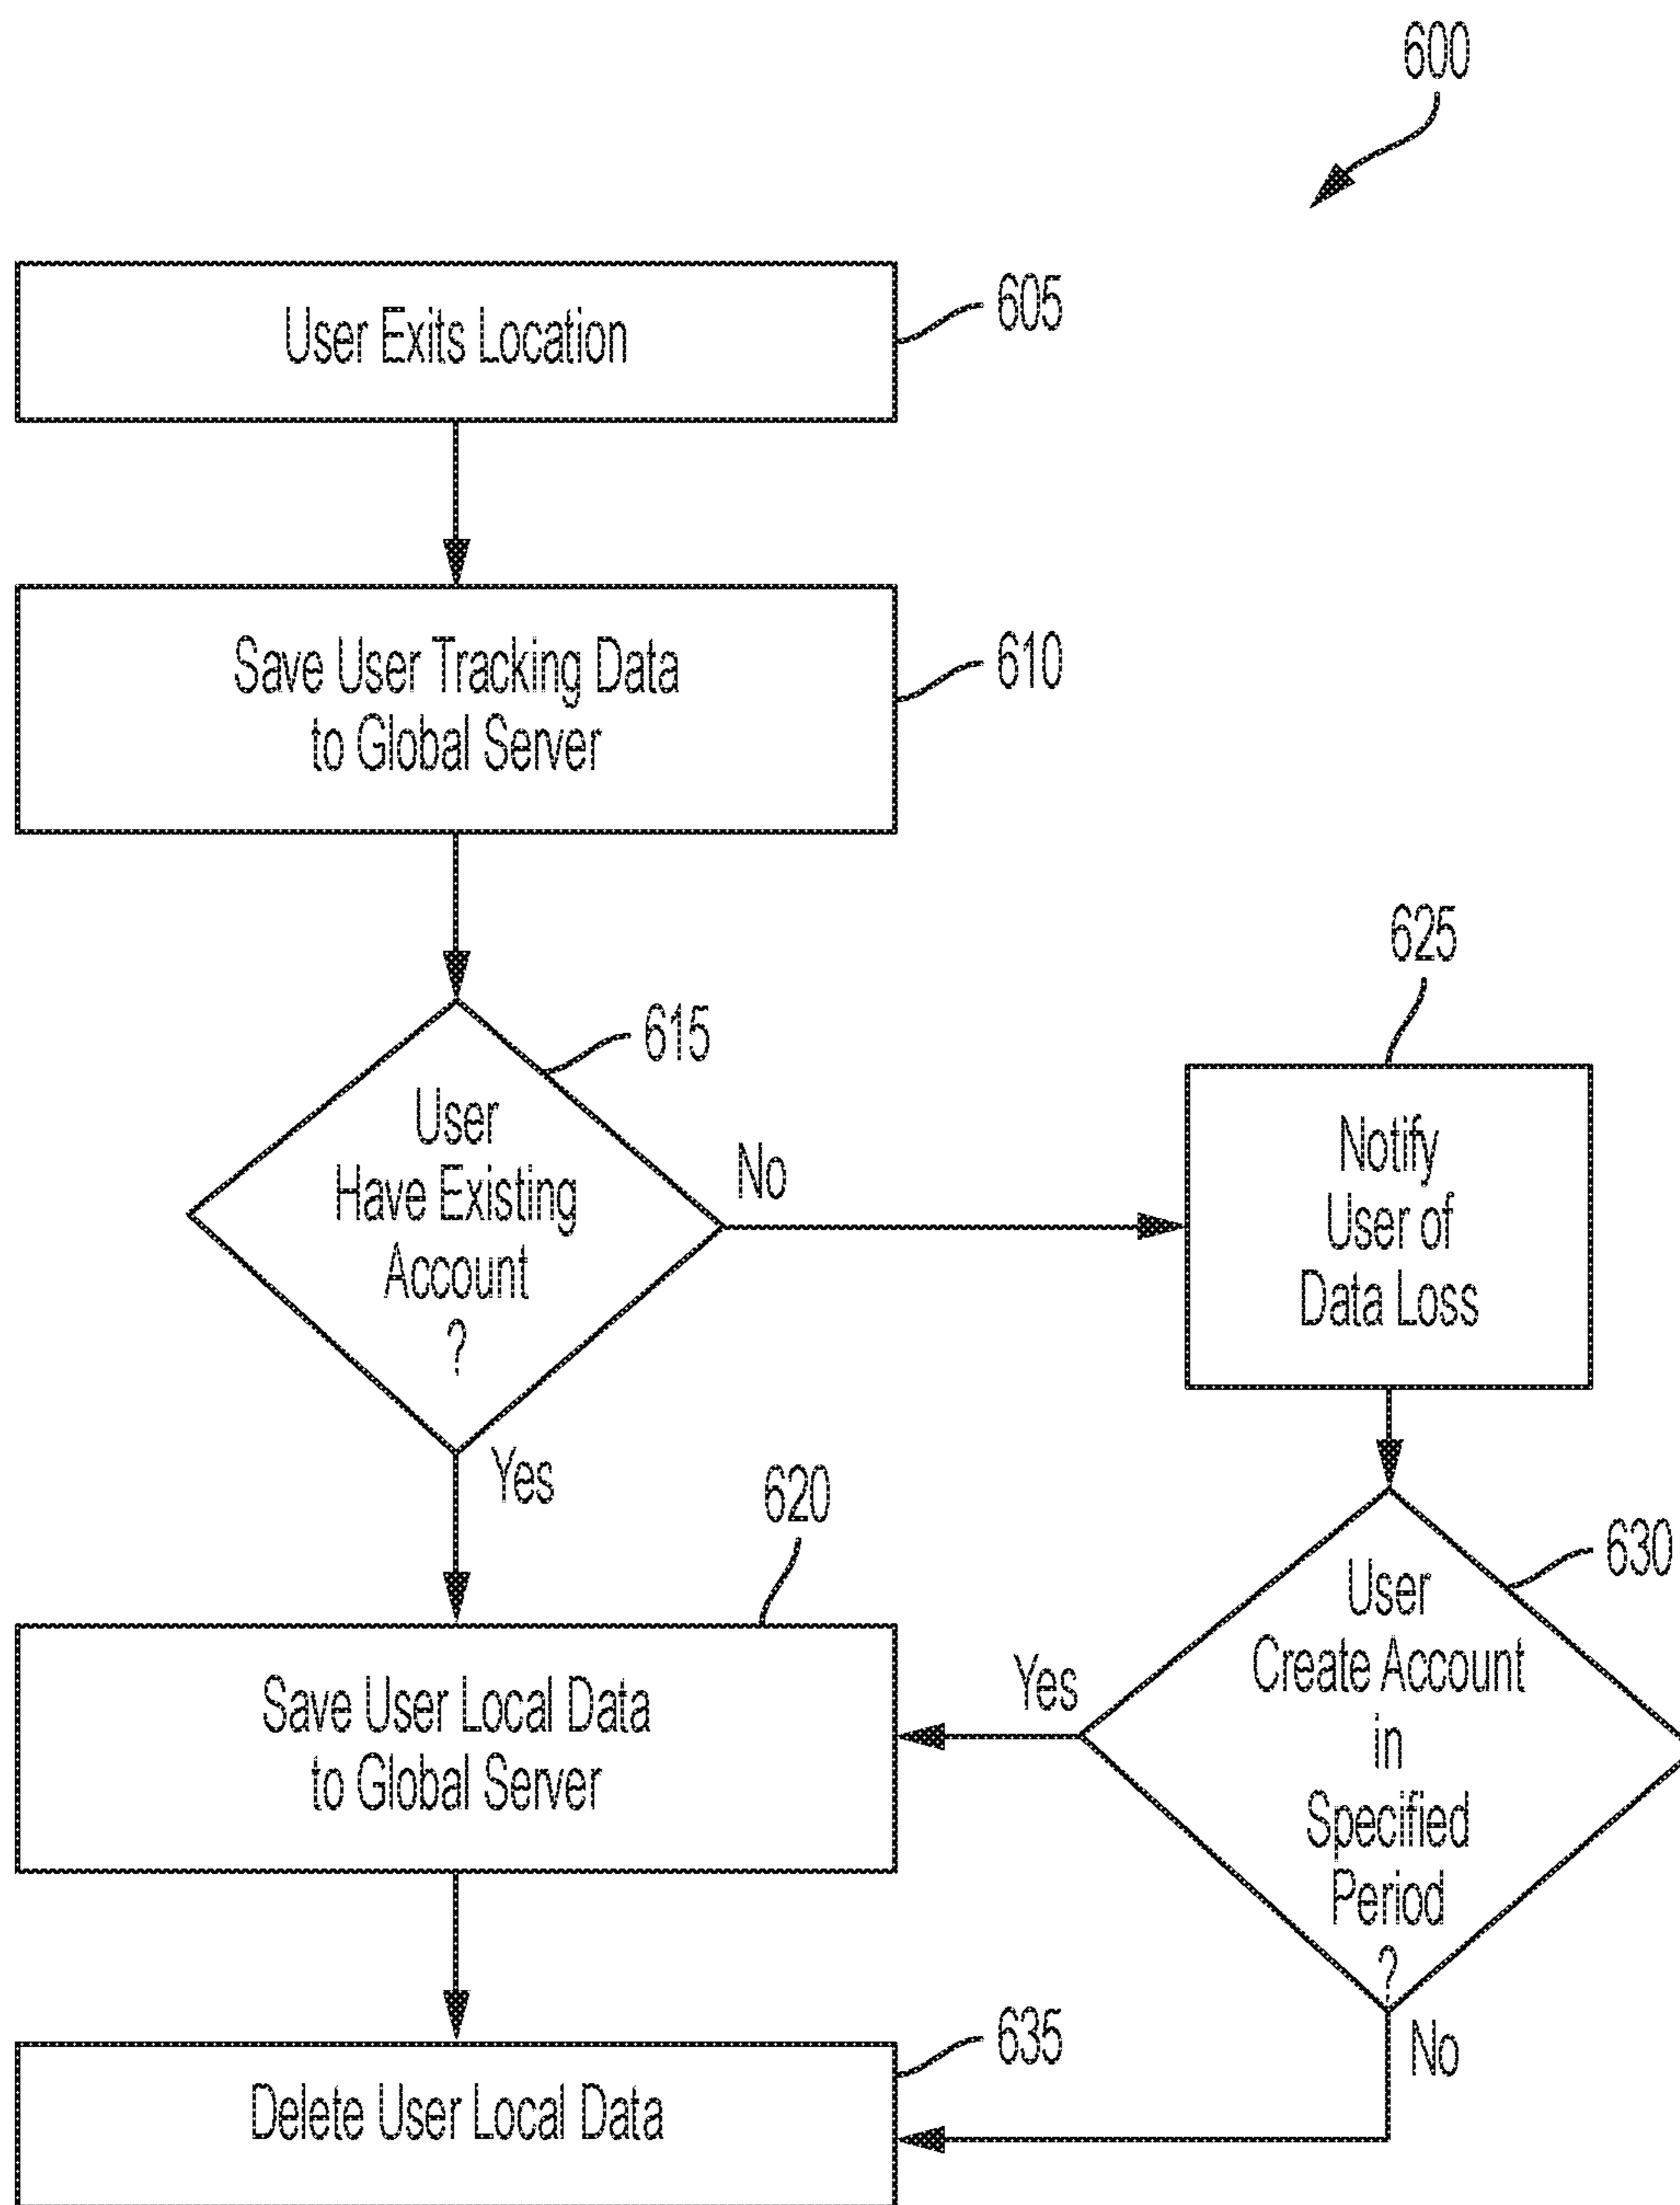 600
User Exits Location
605
Save User Tracking Data
to Global Server
610
615
User
Have Existing
Account
?
No
Yes
625
Notify
User of
Data Loss
620
Save User Local Data
to Global Server
630
User
Create Account
in
Specified
Period
?
Yes
No
635
Delete User Local Data